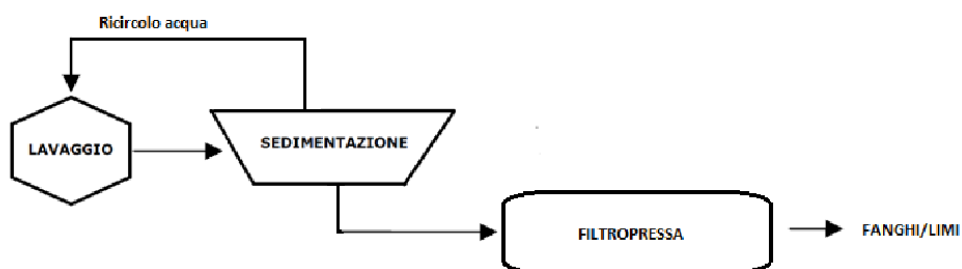 Ricircolo acqua
LAVAGGIO
SEDIMENTAZIONE
FILTROPRESSA
FANGHI/LIMI